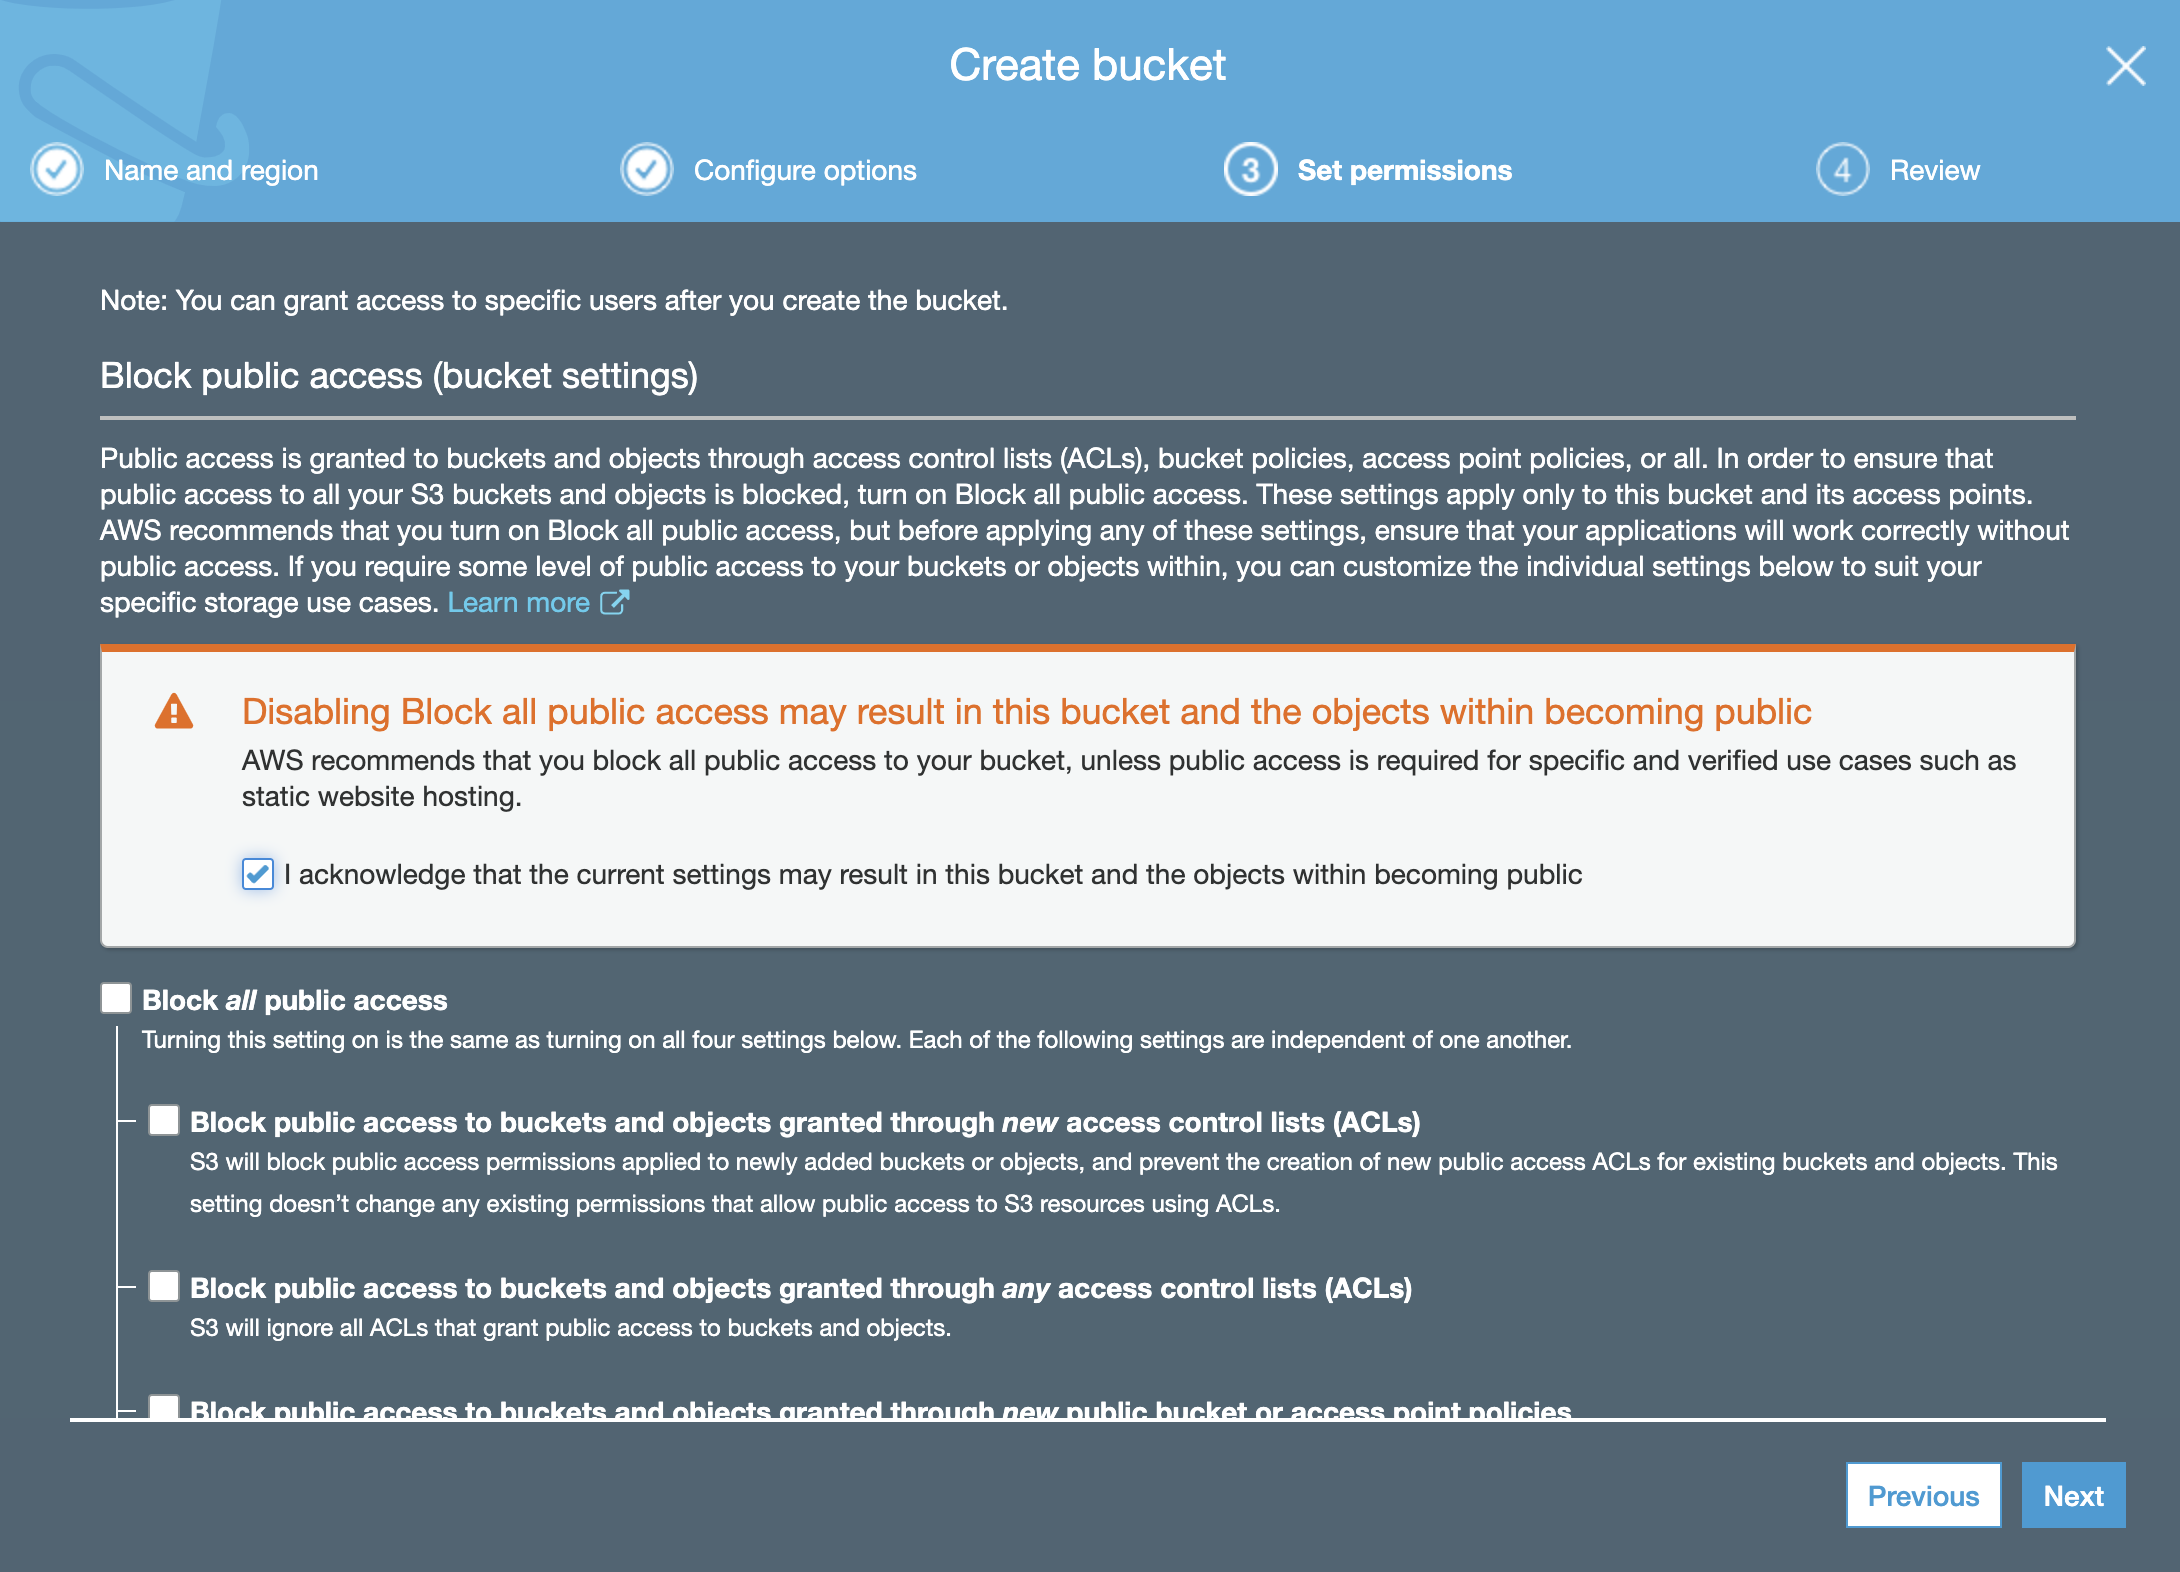 Create bucket
Name and region
Configure options
3 Set permissions
4 Review
Note: You can grant access to specific users after you create the bucket.
Block public access (bucket settings)
Public access is granted to buckets and objects through access control lists (ACLs), bucket policies, access point policies, or all. In order to ensure that
public access to all your S3 buckets and objects is blocked, turn on Block all public access. These settings apply only to this bucket and its access points.
AWS recommends that you turn on Block all public access, but before applying any of these settings, ensure that your applications will work correctly without
public access. If you require some level of public access to your buckets or objects within, you can customize the individual settings below to suit your
specific storage use cases. Learn more
Disabling Block all public access may result in this bucket and the objects within becoming public
AWS recommends that you block all public access to your bucket, unless public access is required for specific and verified use cases such as
static website hosting.
I acknowledge that the current settings may result in this bucket and the objects within becoming public
Block all public access
Turning this setting on is the same as turning on all four settings below. Each of the following settings are independent of one another.
Block public access to buckets and objects granted through new access control lists (ACLs)
S3 will block public access permissions applied to newly added buckets or objects, and prevent the creation of new public access ACLs for existing buckets and objects. This
setting doesn’t change any existing permissions that allow public access to S3 resources using ACLs.
Block public access to buckets and objects granted through any access control lists (ACLs)
S3 will ignore all ACLs that grant public access to buckets and objects.
Block public access to buckets and objects granted through new public bucket or access point policies
Previous
Next